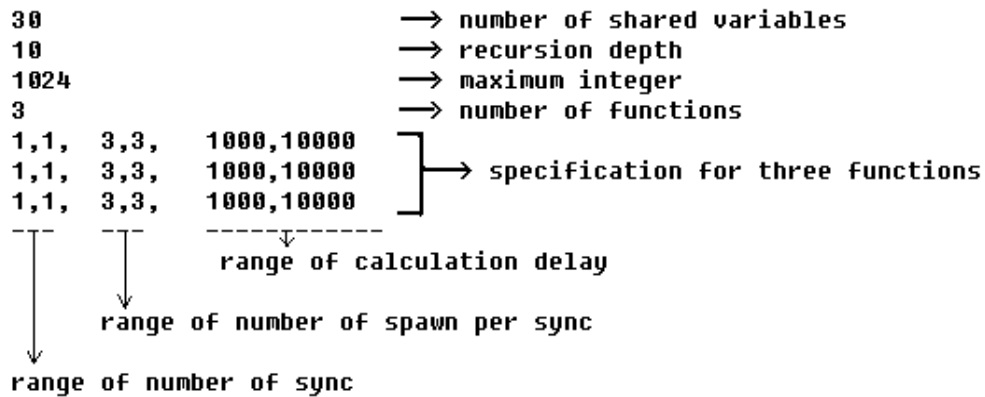 30 number of shared variables
10 recursion depth
1024 maximum integer
3 number of functions
1,1, 3,3, 1000,10000
1,1, 3,3, 1000,10000 specification for three functions
1,1, 3,3, 1000,10000
range of calculation delay
range of number of spawn per sync
range of number of sync